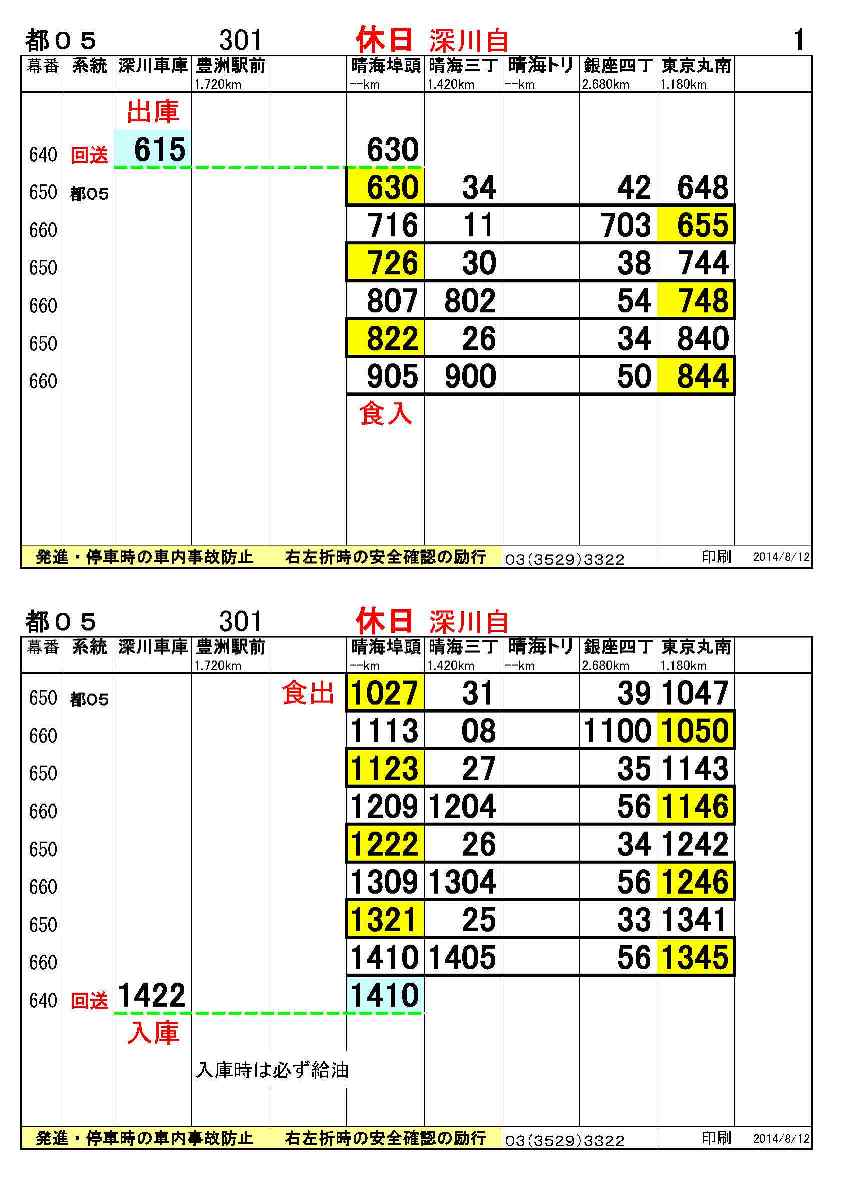 都０５ 301 休日 深川自 1
幕番 系統 深川車庫 豊洲駅前 晴海埠頭 晴海三丁 晴海トリ 銀座四丁 東京丸南
1.720km --km 1.420km --km 2.680km 1.180km
出庫
640 回送 615 630
650 都05 630 34 42 648
660 716 11 703 655
650 726 30 38 744
660 807 802 54 748
650 822 26 34 840
660 905 900 50 844
食入
発進・停車時の車内事故防止 右左折時の安全確認の励行 03(3529)3322 印刷 2014/8/12
都０５ 301 休日 深川自
幕番 系統 深川車庫 豊洲駅前 晴海埠頭 晴海三丁 晴海トリ 銀座四丁 東京丸南
1.720km --km 1.420km --km 2.680km 1.180km
650 都05 食出 1027 31 39 1047
660 1113 08 1100 1050
650 1123 27 35 1143
660 1209 1204 56 1146
650 1222 26 34 1242
660 1309 1304 56 1246
650 1321 25 33 1341
660 1410 1405 56 1345
640 回送 1422 1410
入庫
入庫時は必ず給油
発進・停車時の車内事故防止 右左折時の安全確認の励行 03(3529)3322 印刷 2014/8/12